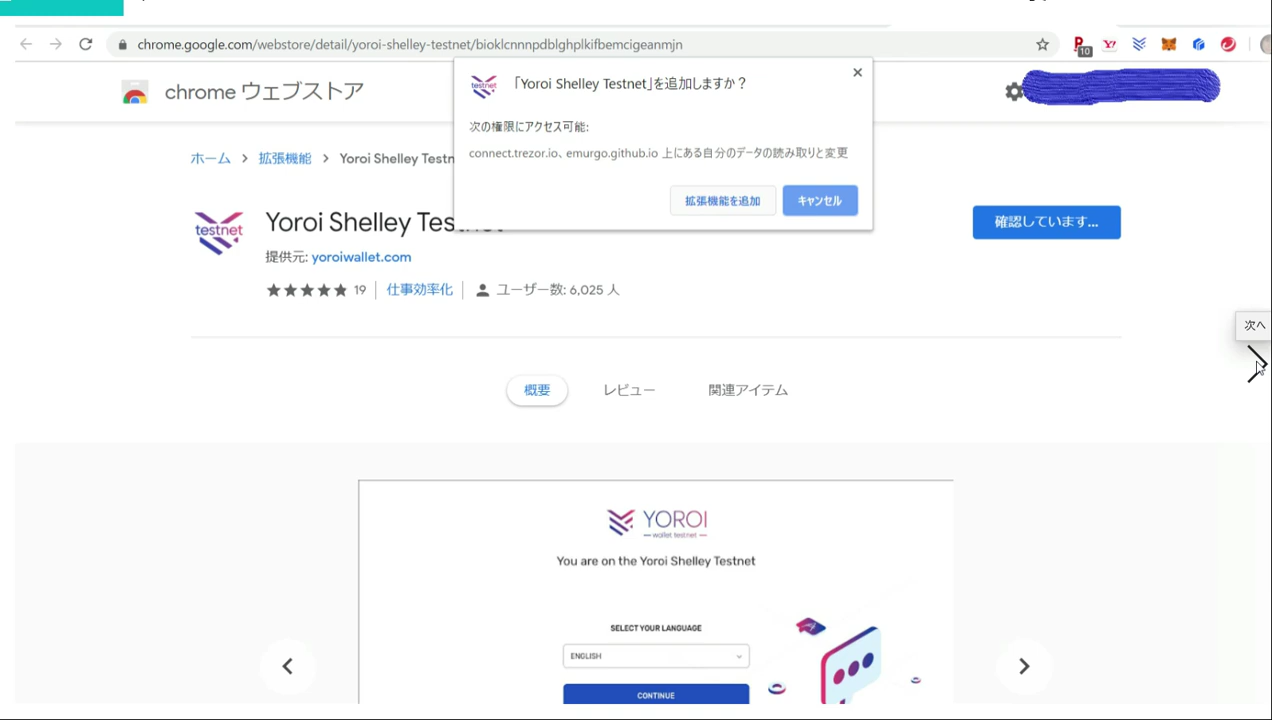 chrome.google.com/webstore/detail/yoroi-shelley-testnet/bioklcnnnpdblghplkifbemcigeanmjn
10
Y!
chrome ウェブストア
testnet
「Yoroi Shelley Testnet」を追加しますか？
次の権限にアクセス可能:
connect.trezor.io、emurgo.github.io 上にある自分のデータの読み取りと変更
拡張機能を追加
キャンセル
ホーム > 拡張機能 > Yoroi Shelley Testn
testnet
Yoroi Shelley Testnet
確認しています...
提供元: yoroiwallet.com
★★★★★ 19 | 仕事効率化 | ユーザー数: 6,025 人
次へ
概要
レビュー
関連アイテム
YOROI
wallet testnet
You are on the Yoroi Shelley Testnet
SELECT YOUR LANGUAGE
ENGLISH
CONTINUE